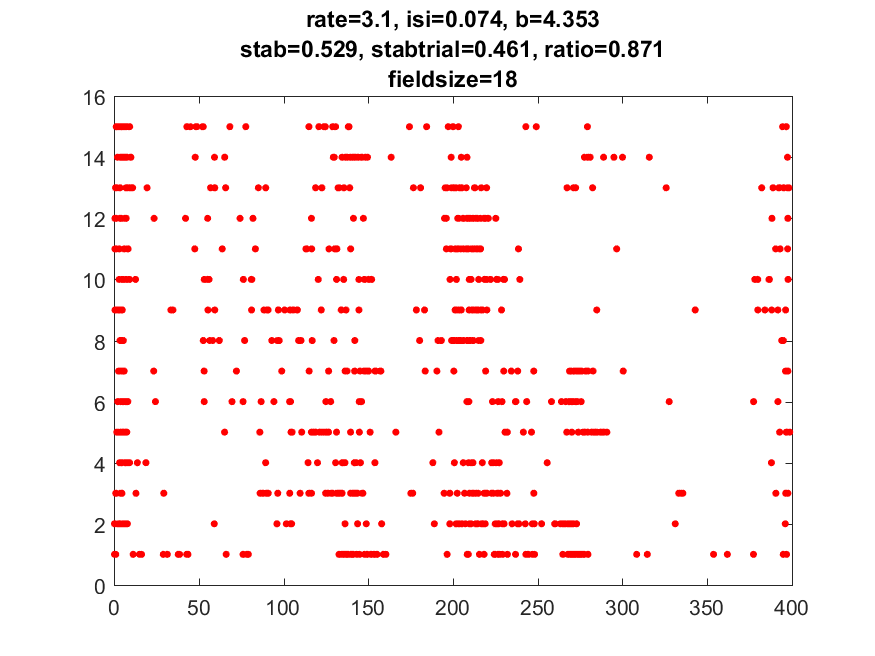 rate=3.1, isi=0.074, b=4.353
stab=0.529, stabtrial=0.461, ratio=0.871
fieldsize=18
16
14
12
10
8
6
4
2
0
0 50 100 150 200 250 300 350 400